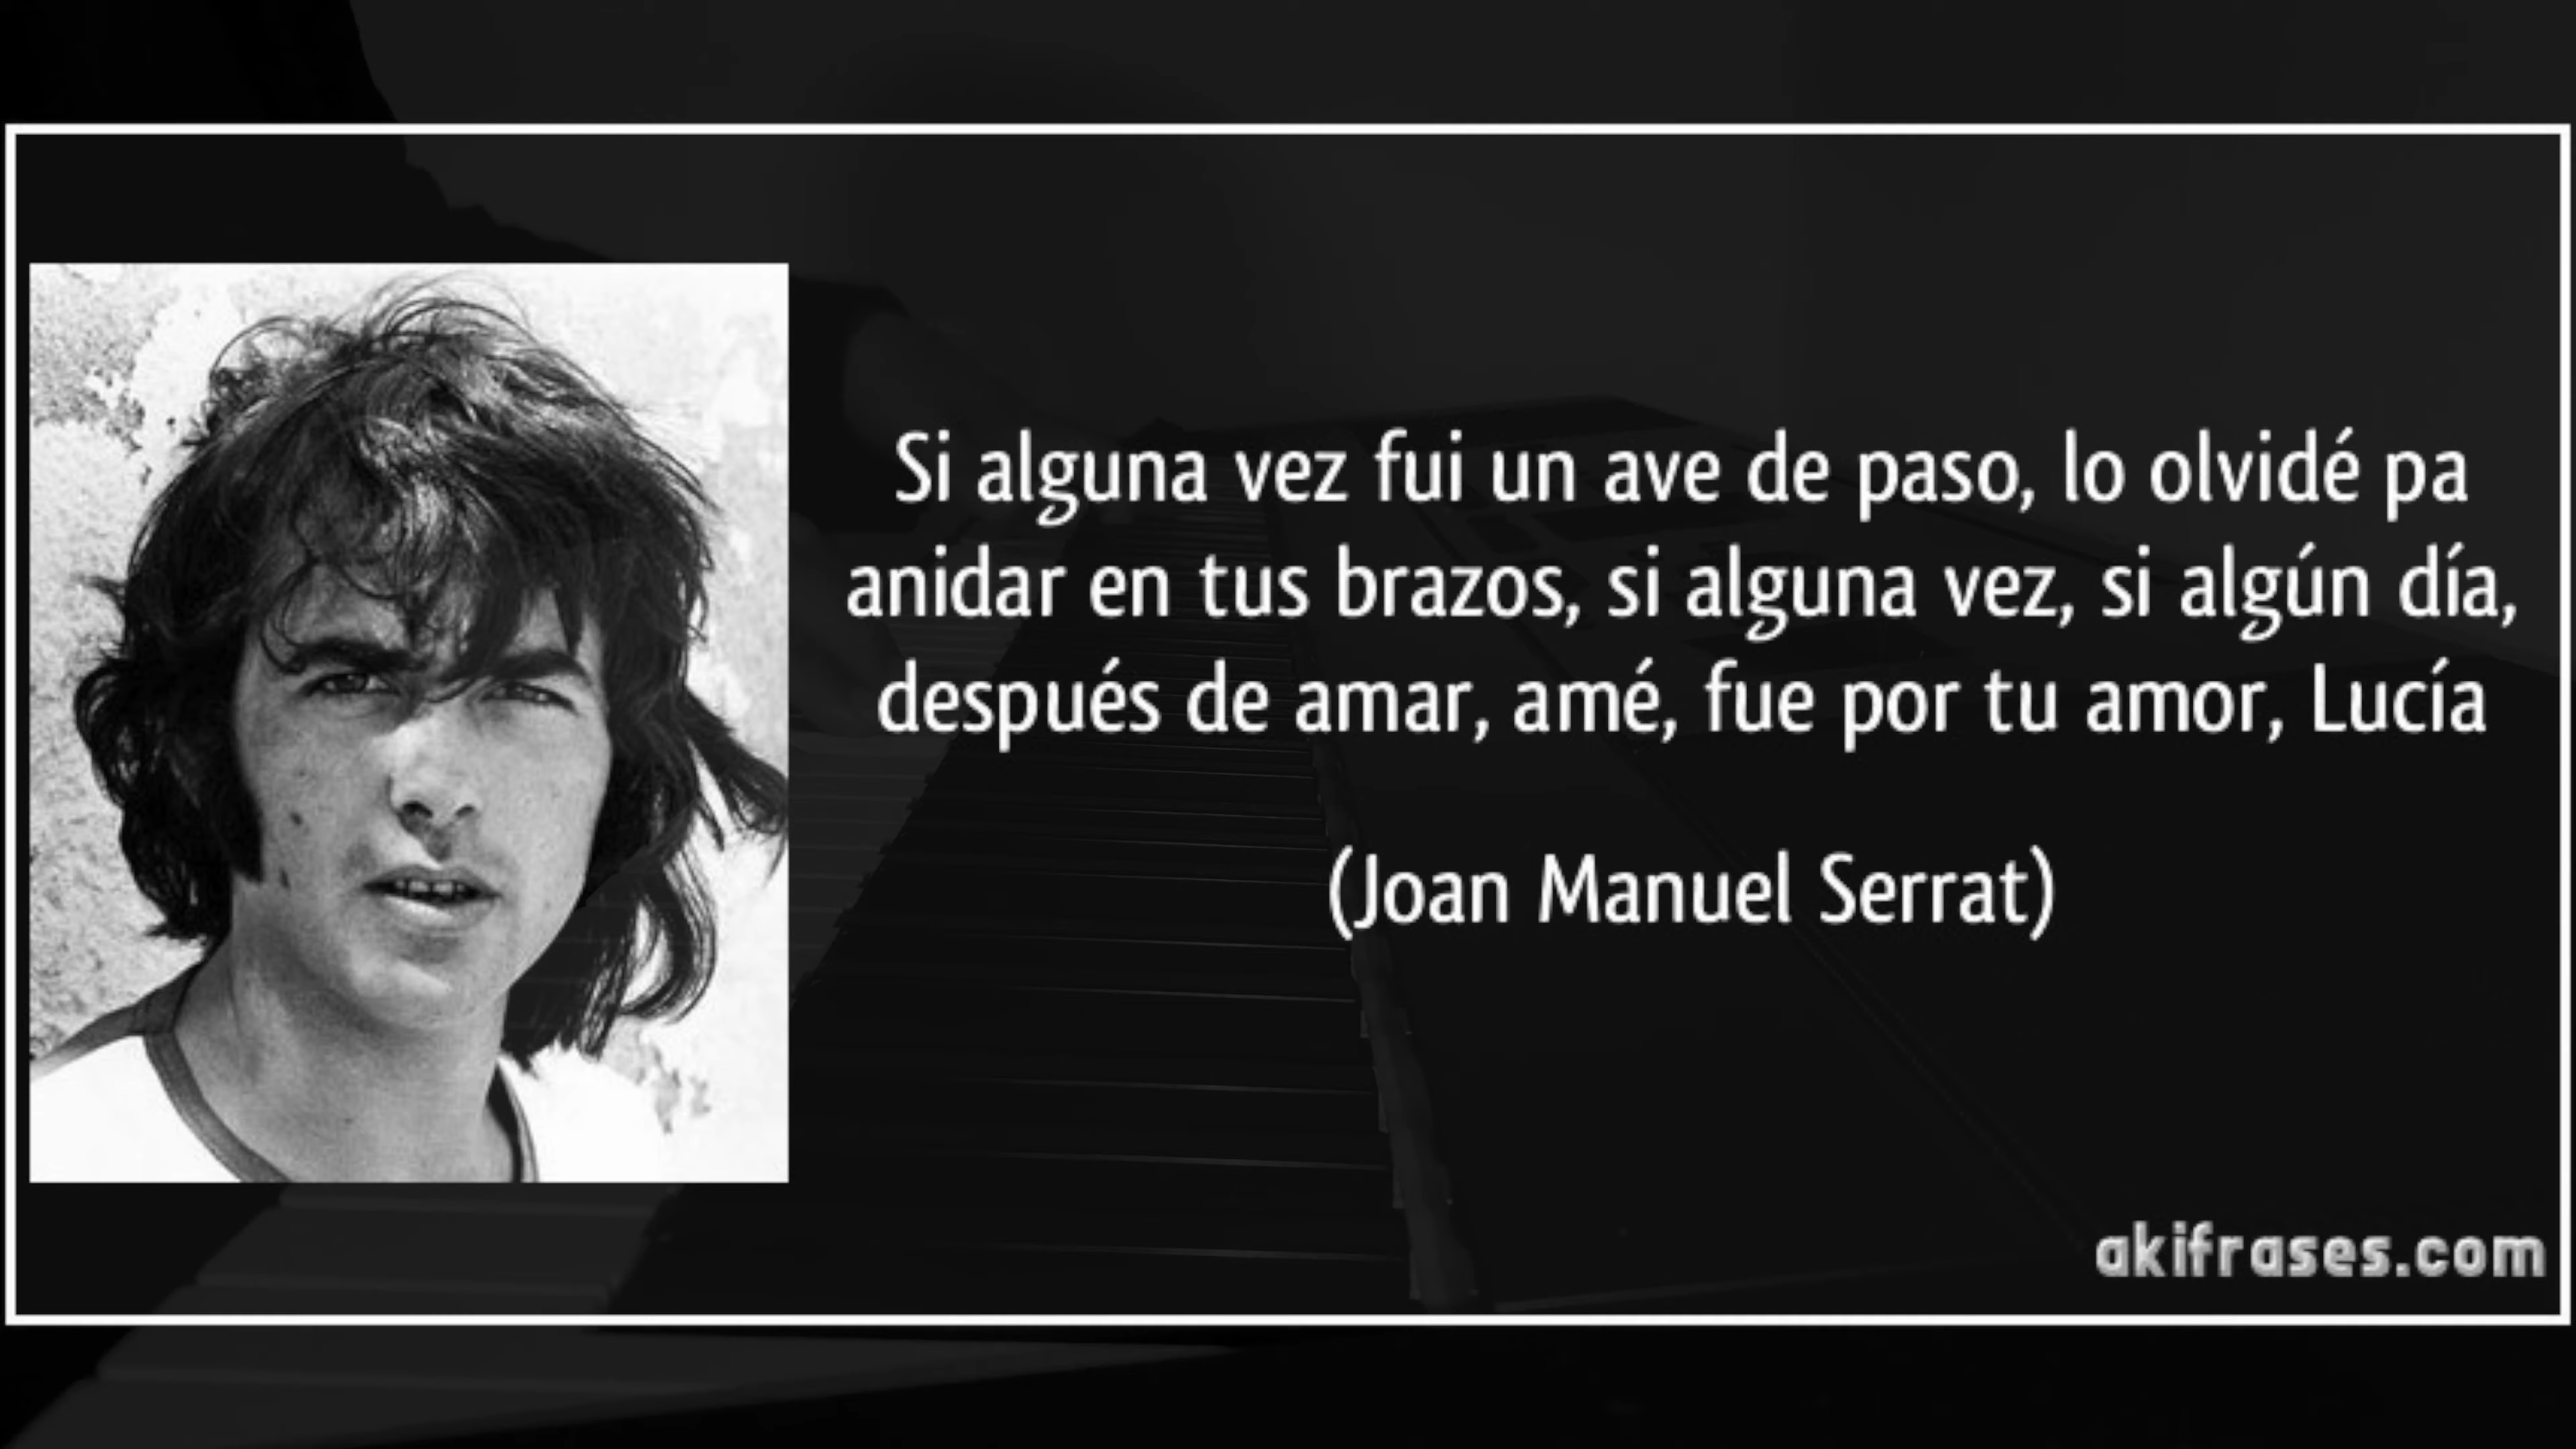 Si alguna vez fui un ave de paso, lo olvidé pa
anidar en tus brazos, si alguna vez, si algún día,
después de amar, amé, fue por tu amor, Lucía
(Joan Manuel Serrat)
akifrases.com